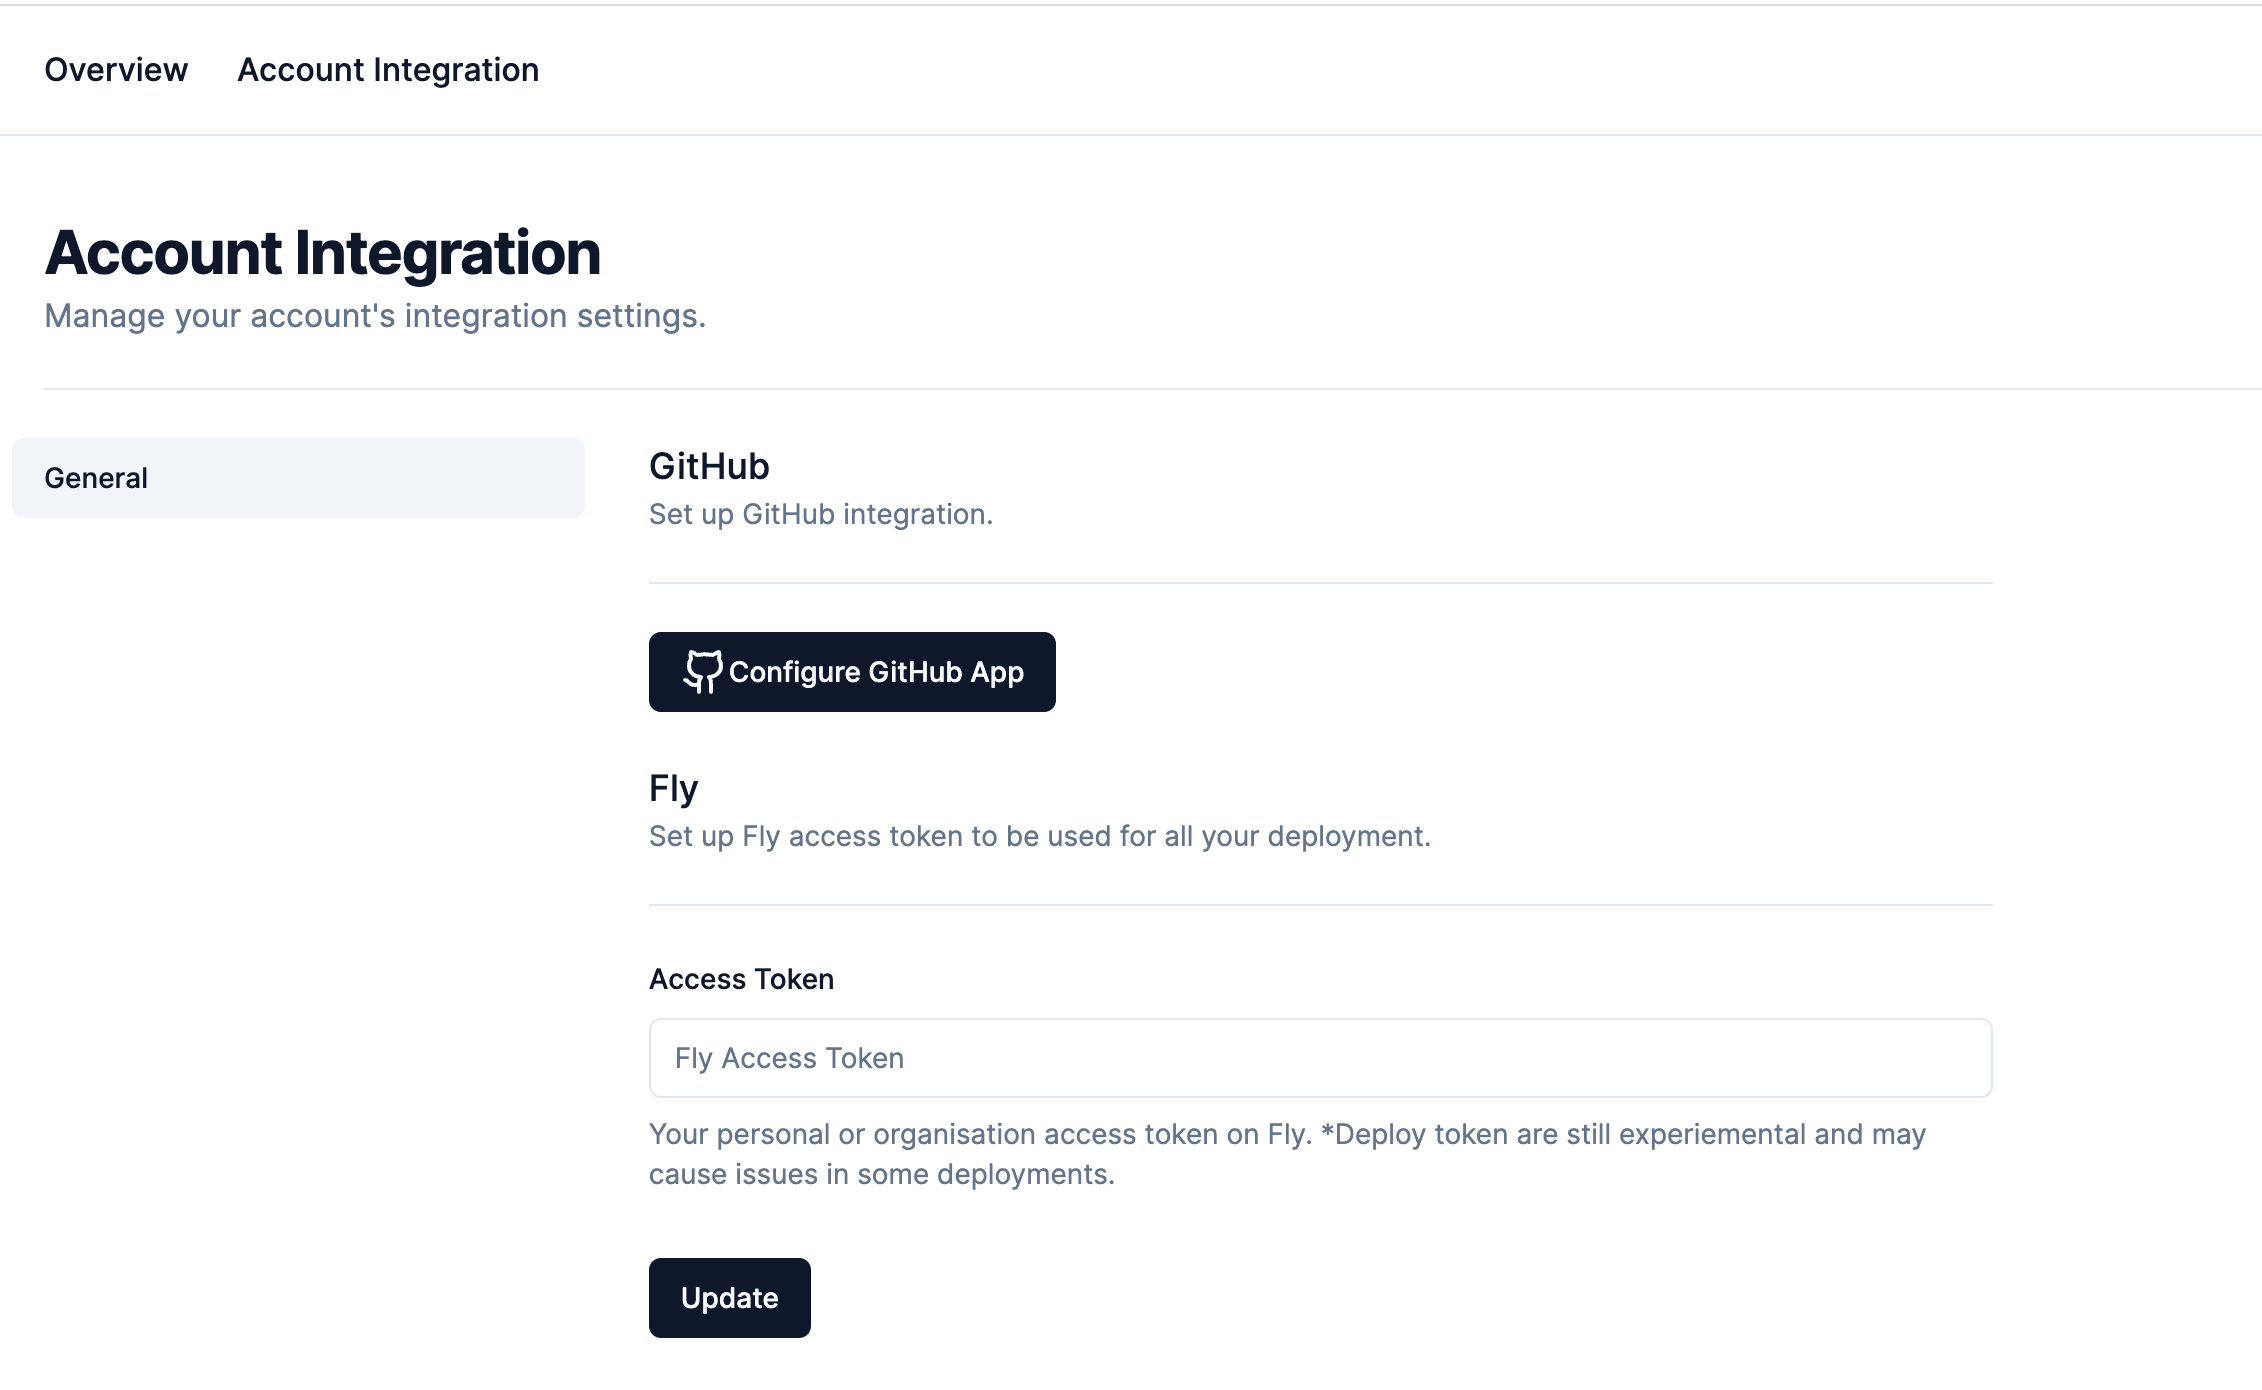 Overview Account Integration
Account Integration
Manage your account's integration settings.
General
GitHub
Set up GitHub integration.
Configure GitHub App
Fly
Set up Fly access token to be used for all your deployment.
Access Token
Fly Access Token
Your personal or organisation access token on Fly. *Deploy token are still experiemental and may
cause issues in some deployments.
Update